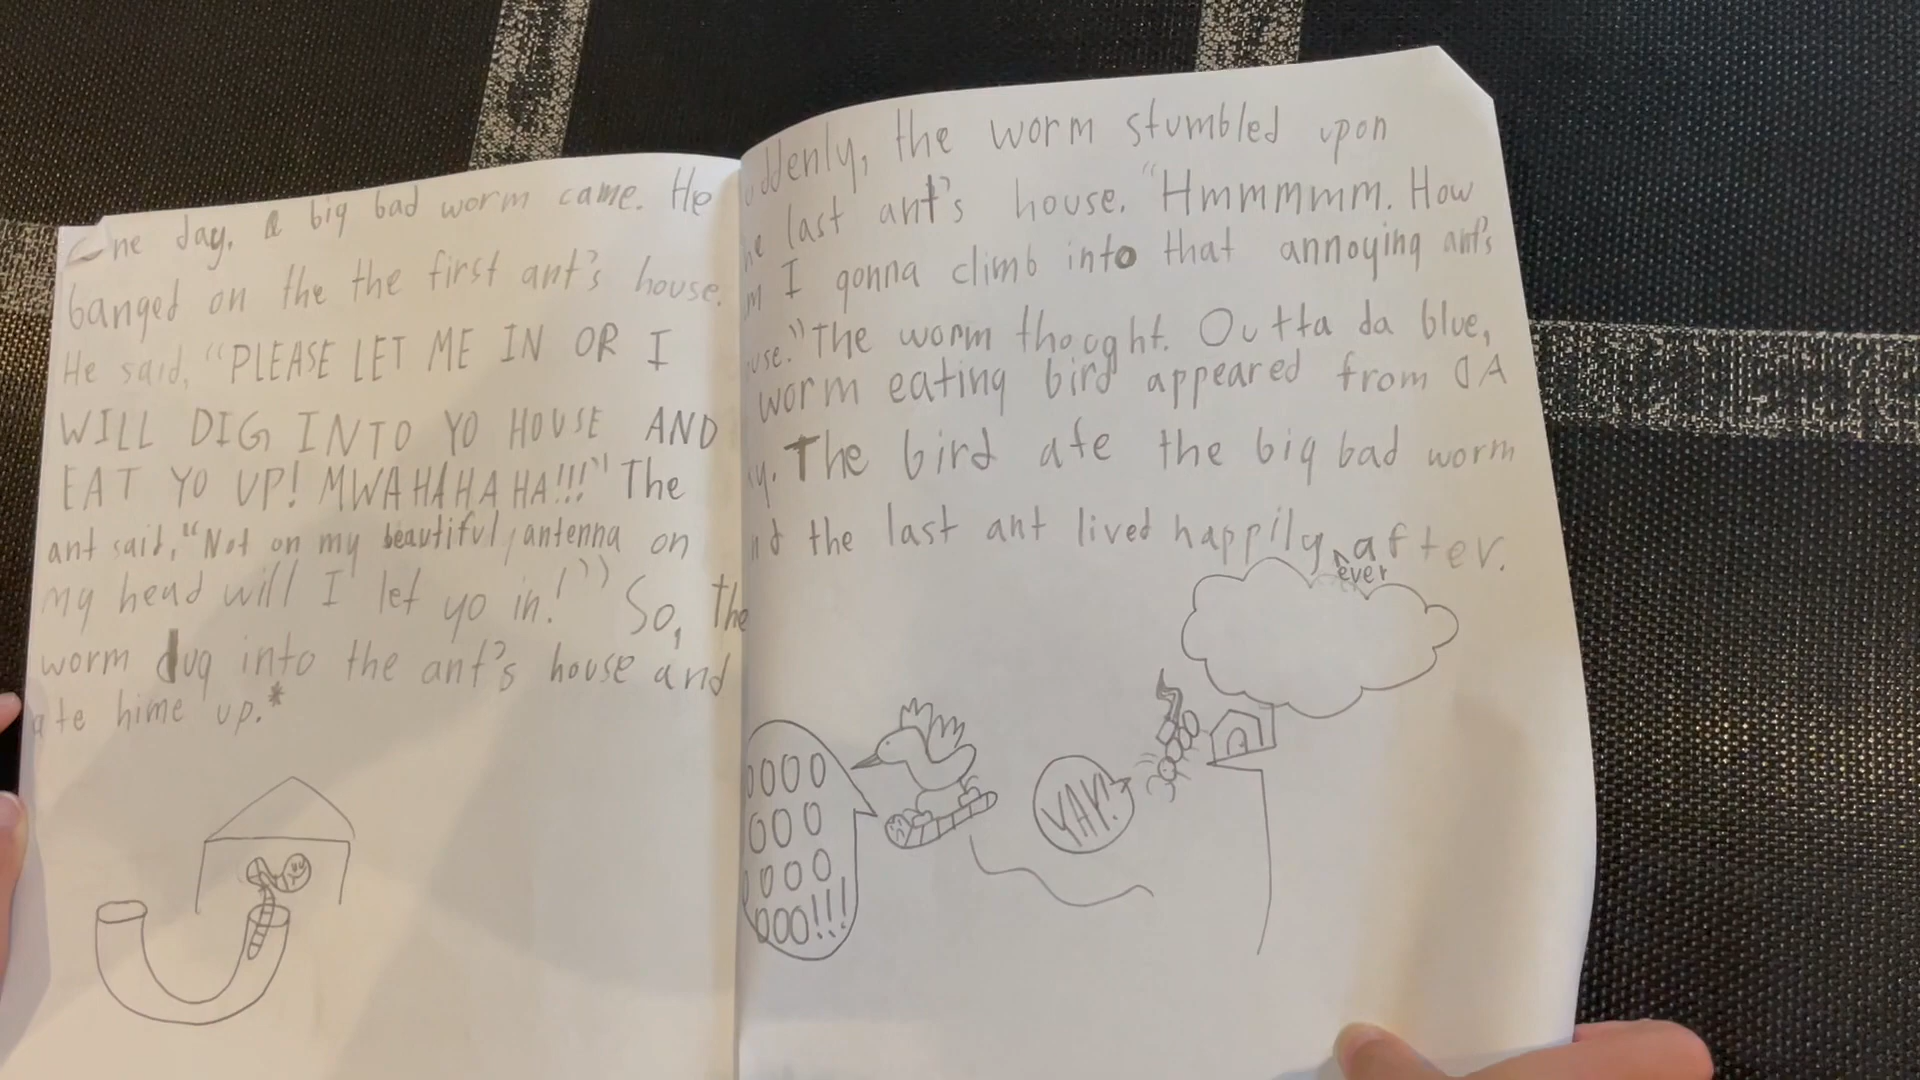 One day, a big bad worm came. He
banged on the the first ant's house.
He said, "PLEASE LET ME IN OR I
WILL DIG INTO YO HOUSE AND
EAT YO UP! MWAHAHAHAHA!!!" The
ant said, "Not on my beautiful, antenna on
my head will I let yo in!" So, the
worm dug into the ant's house and
ate hime up.*
uddenly, the worm stumbled upon
he last ant's house. "Hmmmmm. How
m I gonna climb into that annoying ant's
use." The worm thooght. Outta da blue,
worm eating bird appeared from DA
y. The bird ate the big bad worm
nd the last ant lived happily ever after.
OOOO
OOO
OOOO
OOO!!!
YAY!